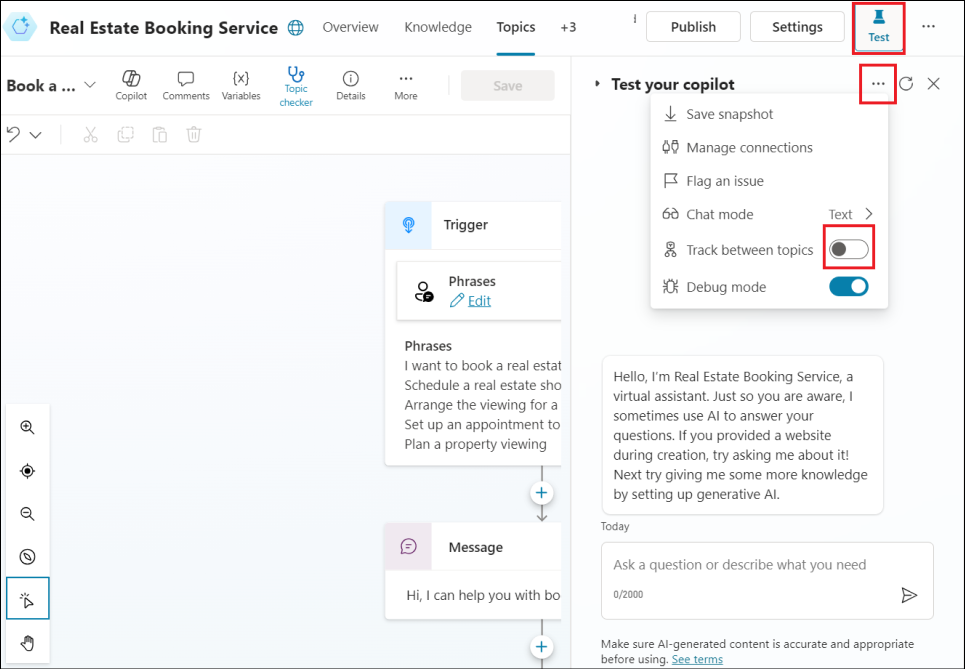 Real Estate Booking Service
Overview
Knowledge
Topics
+3
Publish
Settings
Test
Book a ...
Copilot
Comments
{x}
Variables
Topic
checker
Details
More
Save
Test your copilot
Save snapshot
Manage connections
Flag an issue
Chat mode
Text
Track between topics
Debug mode
Trigger
Phrases
Edit
Phrases
I want to book a real estat
Schedule a real estate sho
Arrange the viewing for a
Set up an appointment to
Plan a property viewing
Message
Hi, I can help you with bo
Hello, I'm Real Estate Booking Service, a
virtual assistant. Just so you are aware, I
sometimes use AI to answer your
questions. If you provided a website
during creation, try asking me about it!
Next try giving me some more knowledge
by setting up generative AI.
Today
Ask a question or describe what you need
0/2000
Make sure AI-generated content is accurate and appropriate
before using. See terms